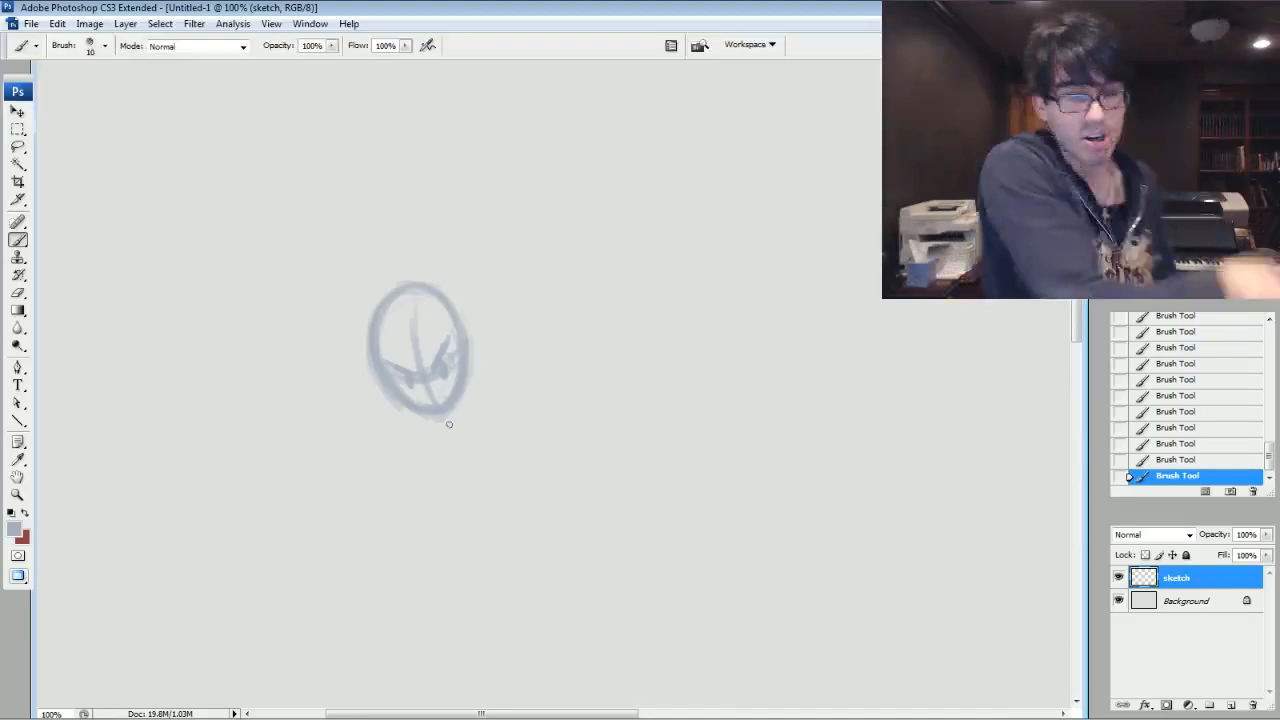 Adobe Photoshop CS3 Extended - [Untitled-1 @ 100% (sketch, RGB/8)]
File Edit Image Layer Select Filter Analysis View Window Help
Brush: 10 Mode: Normal Opacity: 100% Flow: 100% Workspace
Ps
T
Brush Tool
Brush Tool
Brush Tool
Brush Tool
Brush Tool
Brush Tool
Brush Tool
Brush Tool
Brush Tool
Brush Tool
Brush Tool
Normal Opacity: 100%
Lock: Fill: 100%
sketch
Background
100% Doc: 19.8M/1.03M